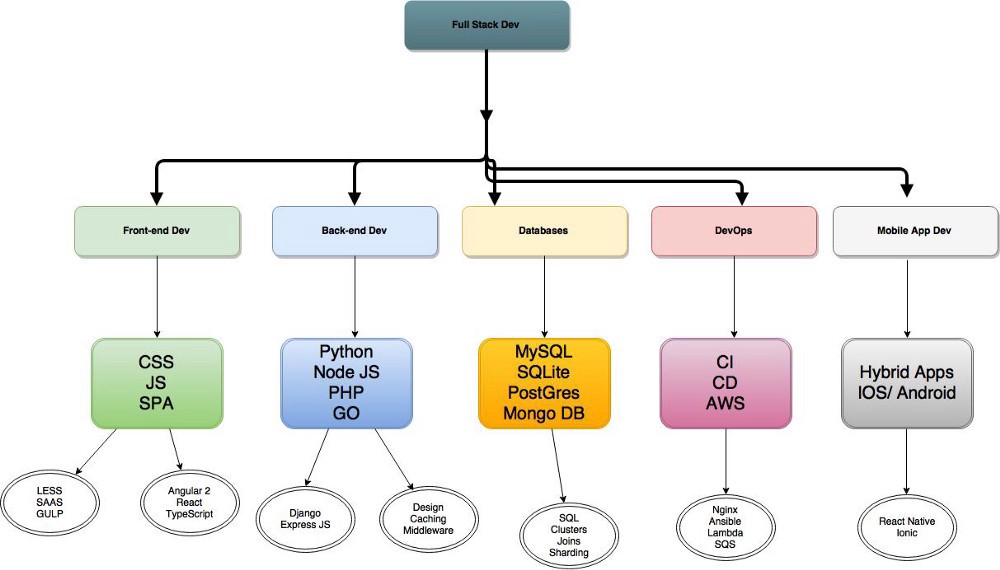 Full Stack Dev
Front-end Dev
Back-end Dev
Databases
DevOps
Mobile App Dev
CSS
JS
SPA
Python
Node JS
PHP
GO
MySQL
SQLite
PostGres
Mongo DB
CI
CD
AWS
Hybrid Apps
IOS/ Android
LESS
SAAS
GULP
Angular 2
React
TypeScript
Django
Express JS
Design
Caching
Middleware
SQL
Clusters
Joins
Sharding
Nginx
Ansible
Lambda
SQS
React Native
Ionic